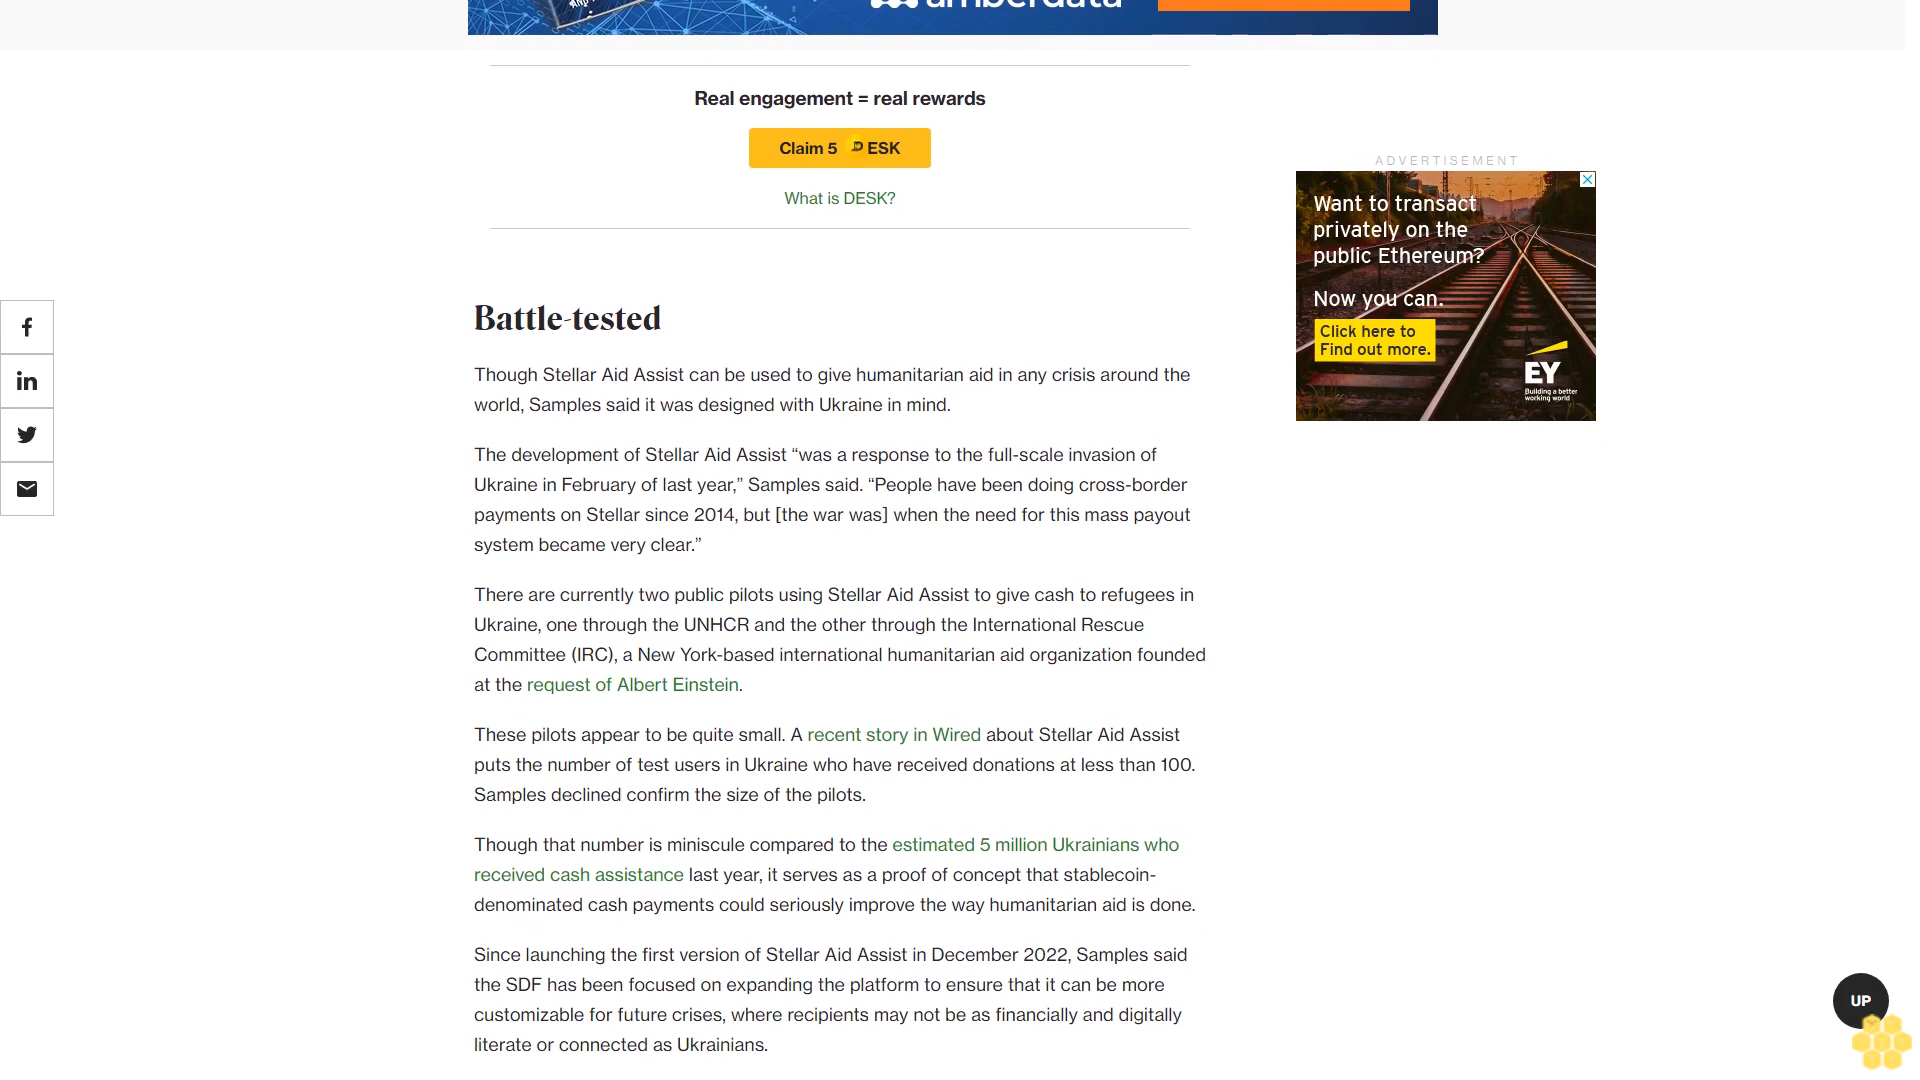 AND
amberdata
Real engagement = real rewards
Claim 5 DESK
What is DESK?
ADVERTISEMENT
Want to transact
privately on the
public Ethereum?
Now you can.
Click here to
Find out more.
EY
Building a better
working world
Battle-tested
Though Stellar Aid Assist can be used to give humanitarian aid in any crisis around the
world, Samples said it was designed with Ukraine in mind.
The development of Stellar Aid Assist “was a response to the full-scale invasion of
Ukraine in February of last year,” Samples said. “People have been doing cross-border
payments on Stellar since 2014, but [the war was] when the need for this mass payout
system became very clear.”
There are currently two public pilots using Stellar Aid Assist to give cash to refugees in
Ukraine, one through the UNHCR and the other through the International Rescue
Committee (IRC), a New York-based international humanitarian aid organization founded
at the request of Albert Einstein.
These pilots appear to be quite small. A recent story in Wired about Stellar Aid Assist
puts the number of test users in Ukraine who have received donations at less than 100.
Samples declined confirm the size of the pilots.
Though that number is miniscule compared to the estimated 5 million Ukrainians who
received cash assistance last year, it serves as a proof of concept that stablecoin-
denominated cash payments could seriously improve the way humanitarian aid is done.
Since launching the first version of Stellar Aid Assist in December 2022, Samples said
the SDF has been focused on expanding the platform to ensure that it can be more
customizable for future crises, where recipients may not be as financially and digitally
literate or connected as Ukrainians.
UP